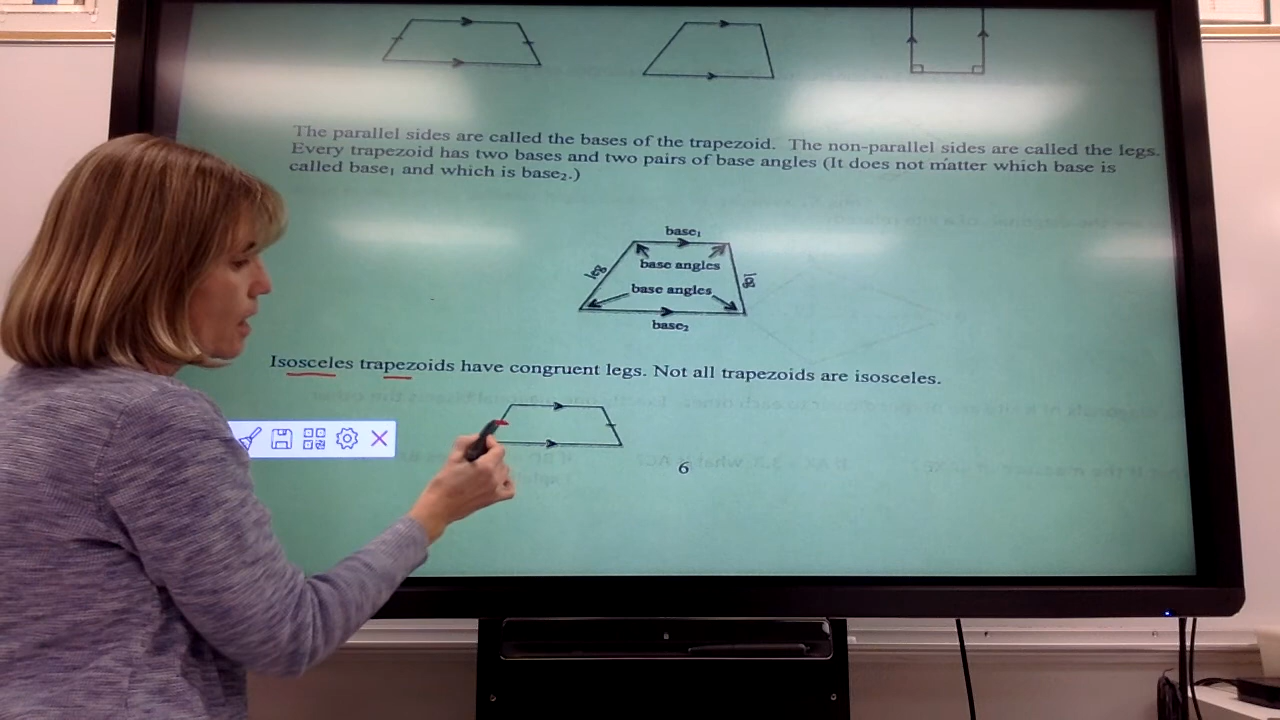 The parallel sides are called the bases of the trapezoid. The non-parallel sides are called the legs.
Every trapezoid has two bases and two pairs of base angles (It does not matter which base is
called base₁ and which is base₂.)
base₁
leg
base angles
leg
base angles
base₂
Isosceles trapezoids have congruent legs. Not all trapezoids are isosceles.
6